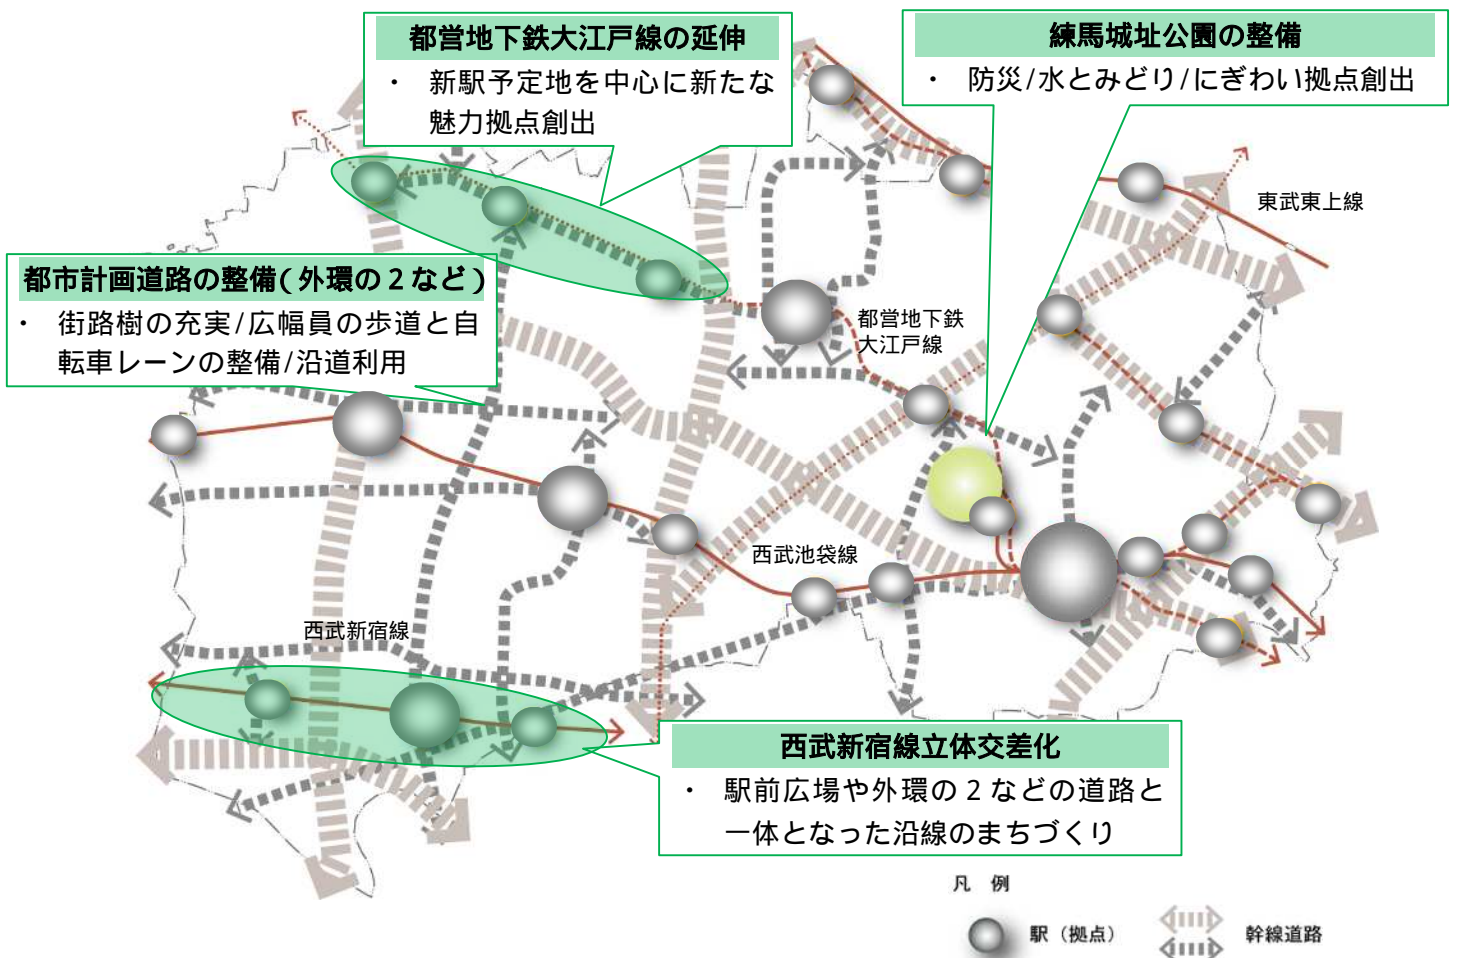 都営地下鉄大江戸線の延伸
・ 新駅予定地を中心に新たな
魅力拠点創出
練馬城址公園の整備
・ 防災/水とみどり/にぎわい拠点創出
東武東上線
都市計画道路の整備(外環の2など)
・ 街路樹の充実/広幅員の歩道と自
転車レーンの整備/沿道利用
都営地下鉄
大江戸線
西武池袋線
西武新宿線
西武新宿線立体交差化
・ 駅前広場や外環の2などの道路と
一体となった沿線のまちづくり
凡 例
駅(拠点)
幹線道路